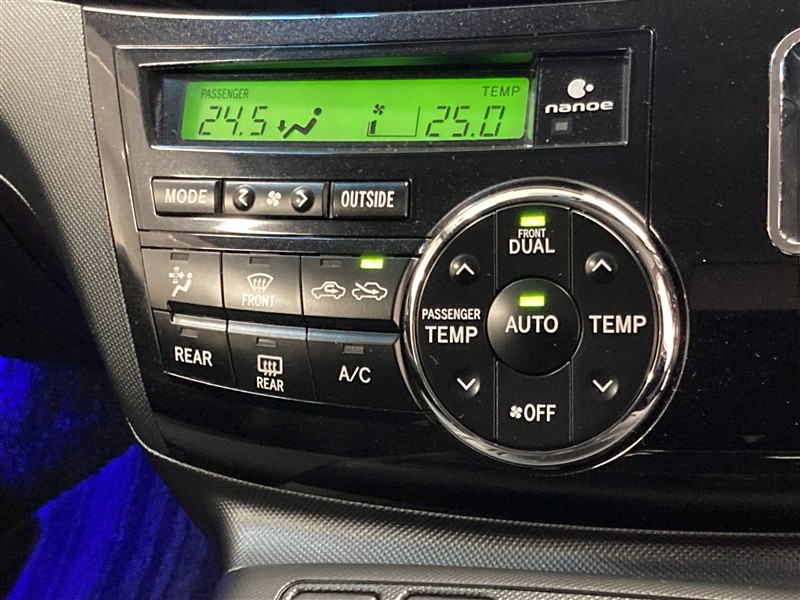 PASSENGER
TEMP
24.5
25.0
nanoe
MODE
OUTSIDE
FRONT
DUAL
FRONT
PASSENGER
TEMP
AUTO
TEMP
REAR
REAR
A/C
OFF